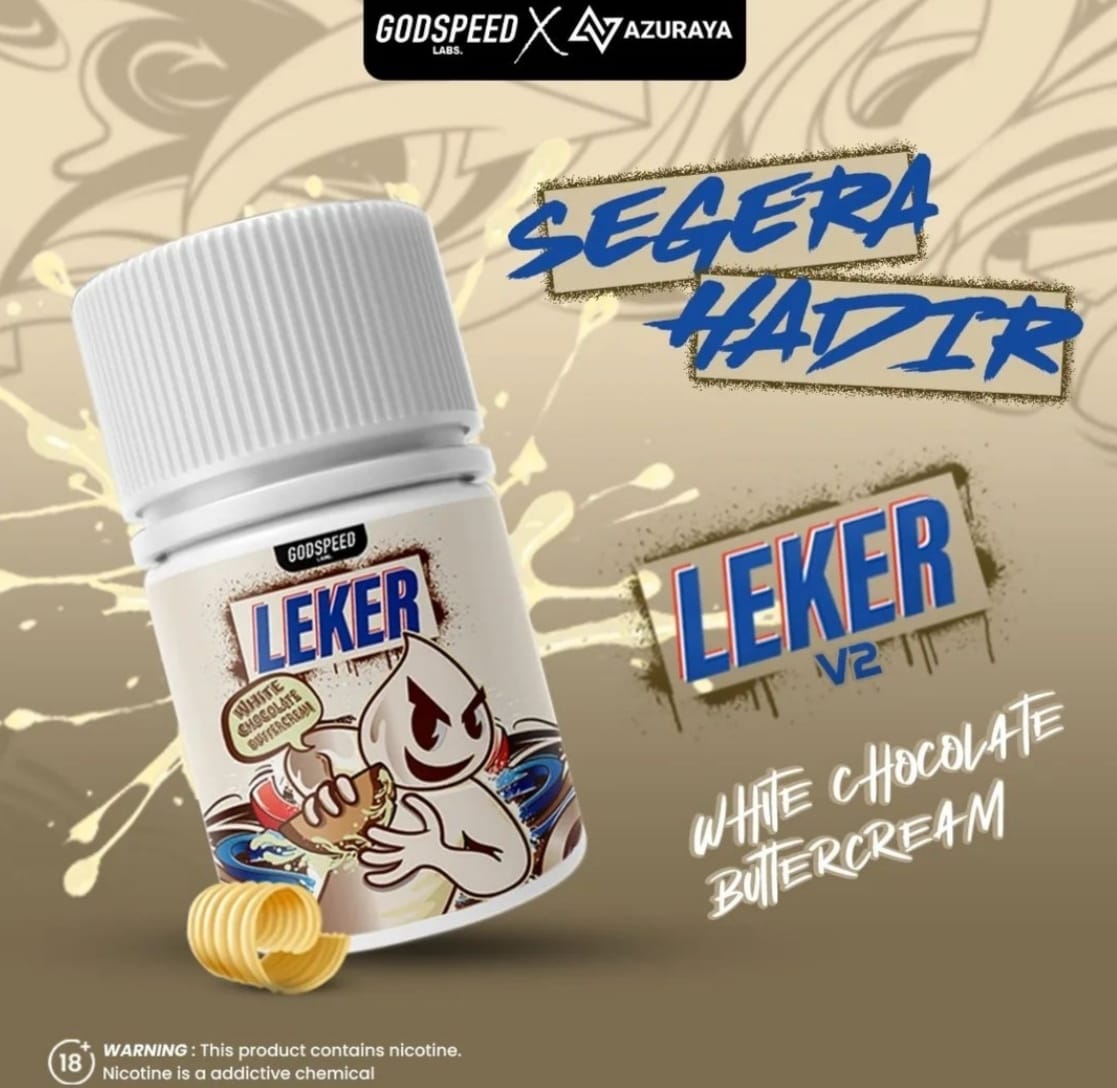 GODSPEED X AZURAYA
LABS.
SEGERA
HADIR
GODSPEED
LABS.
LEKER
WHITE
CHOCOLATE
BUTTERCREAM
LEKER
V2
WHITE CHOCOLATE
BUTTERCREAM
18+
WARNING : This product contains nicotine.
Nicotine is a addictive chemical